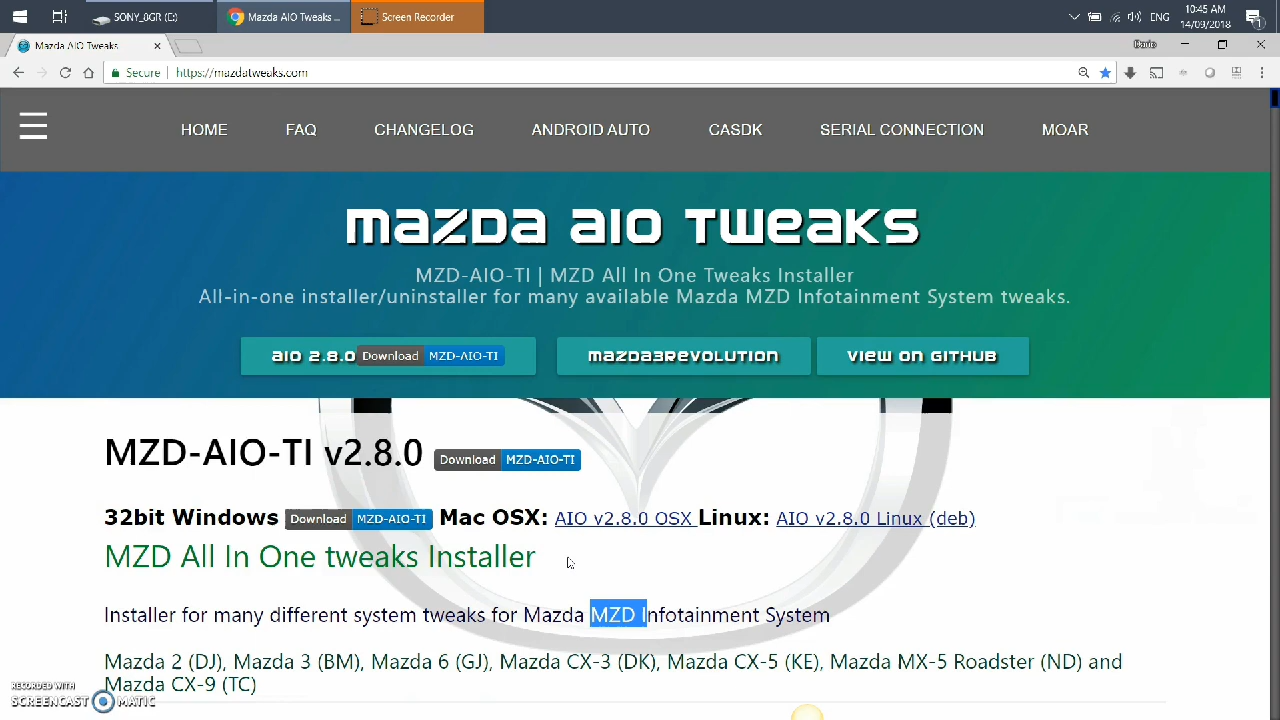 SONY_8GR (E:)
Mazda AIO Tweaks ...
Screen Recorder
ENG
10:45 AM
14/09/2018
Mazda AIO Tweaks
Dario
Secure
https://mazdatweaks.com
HOME FAQ CHANGELOG ANDROID AUTO CASDK SERIAL CONNECTION MOAR
MAZDA AIO TWEAKS
MZD-AIO-TI | MZD All In One Tweaks Installer
All-in-one installer/uninstaller for many available Mazda MZD Infotainment System tweaks.
AIO 2.8.0 Download MZD-AIO-TI
MAZDA3REVOLUTION
VIEW ON GITHUB
MZD-AIO-TI v2.8.0 Download MZD-AIO-TI
32bit Windows Download MZD-AIO-TI Mac OSX: AIO v2.8.0 OSX Linux: AIO v2.8.0 Linux (deb)
MZD All In One tweaks Installer
Installer for many different system tweaks for Mazda MZD Infotainment System
Mazda 2 (DJ), Mazda 3 (BM), Mazda 6 (GJ), Mazda CX-3 (DK), Mazda CX-5 (KE), Mazda MX-5 Roadster (ND) and
Mazda CX-9 (TC)
RECORDED WITH
SCREENCAST MATIC